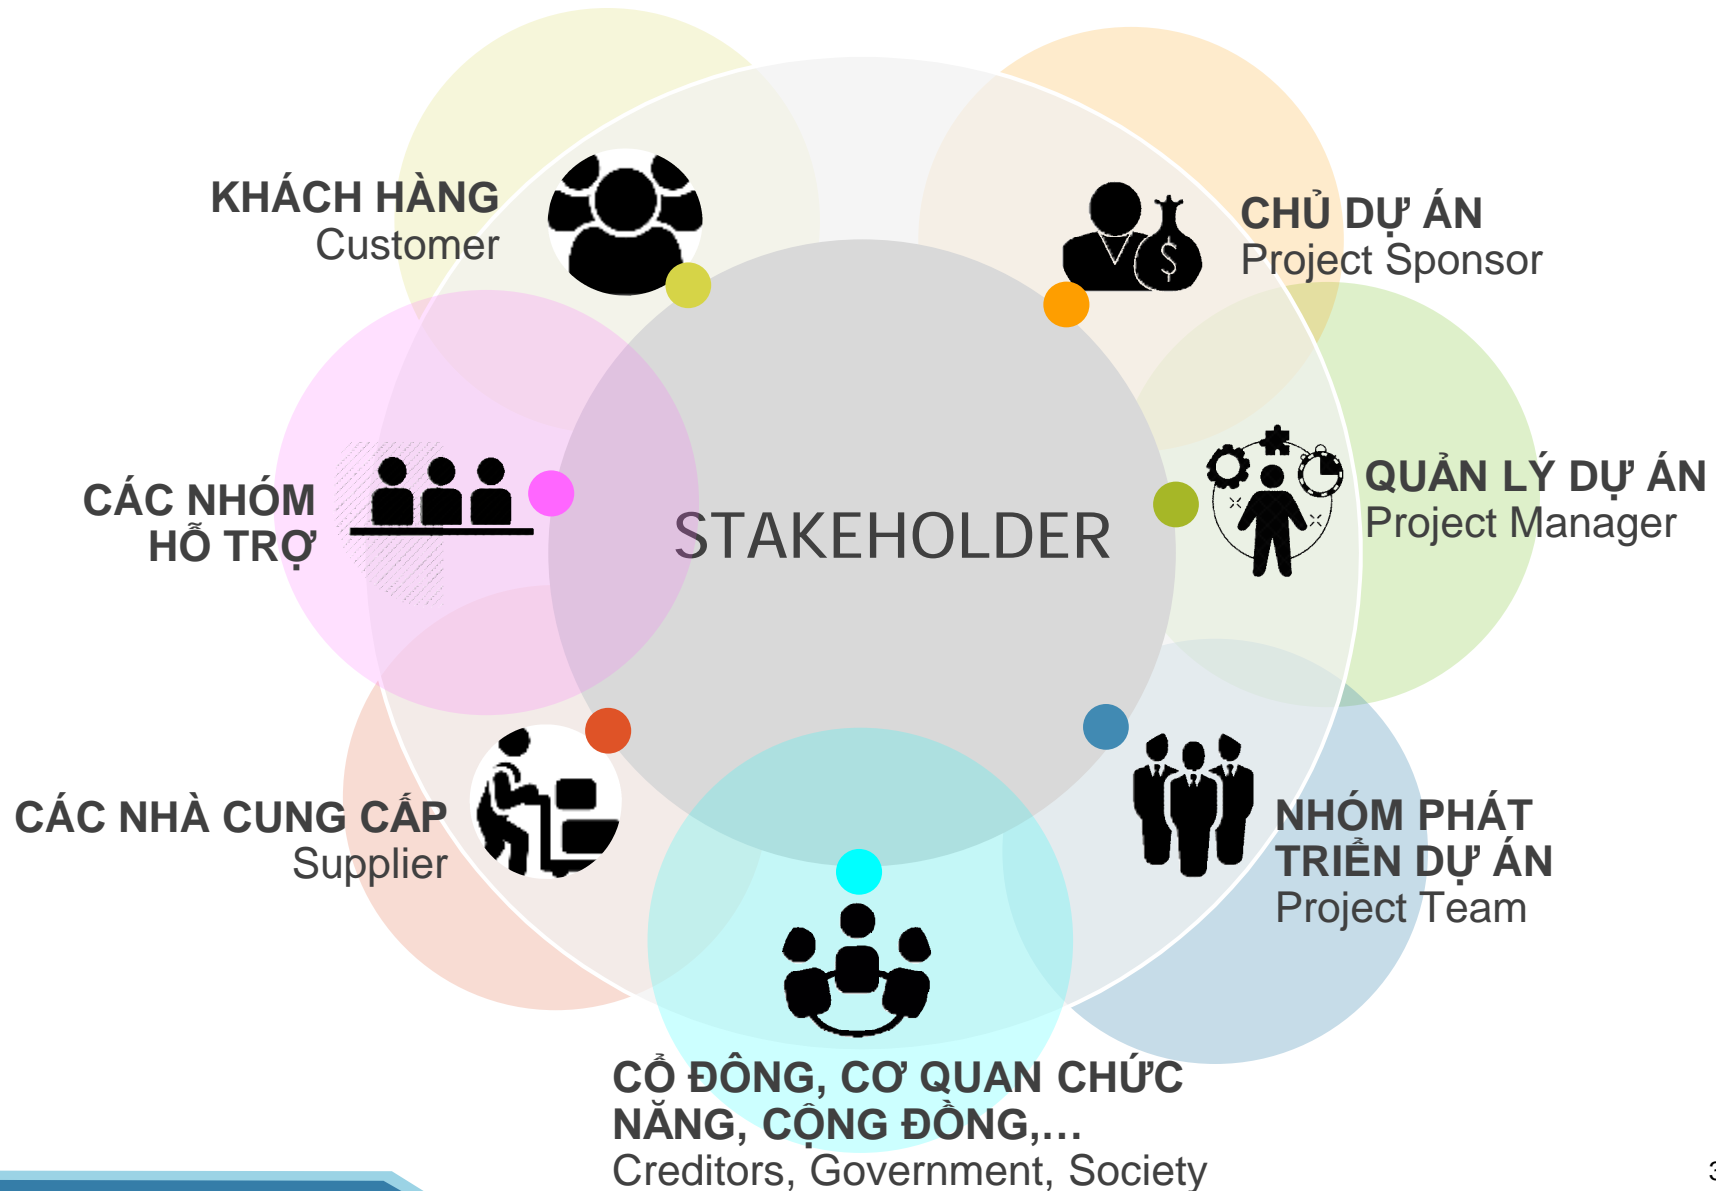 KHÁCH HÀNG
Customer
CHỦ DỰ ÁN
Project Sponsor
CÁC NHÓM
HỖ TRỢ
STAKEHOLDER
QUẢN LÝ DỰ ÁN
Project Manager
CÁC NHÀ CUNG CẤP
Supplier
NHÓM PHÁT
TRIỂN DỰ ÁN
Project Team
CỔ ĐÔNG, CƠ QUAN CHỨC
NĂNG, CỘNG ĐỒNG,...
Creditors, Government, Society